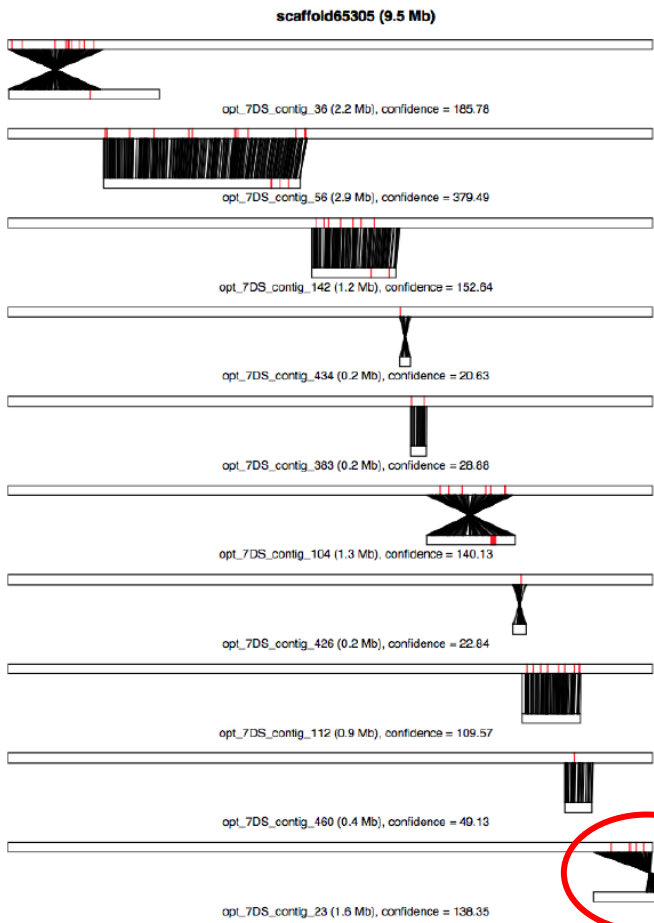 scaffold65305 (9.5 Mb)
opt_7DS_contig_36 (2.2 Mb), confidence = 185.78
opt_7DS_contig_56 (2.9 Mb), confidence = 379.49
opt_7DS_contig_142 (1.2 Mb), confidence = 152.64
opt_7DS_contig_434 (0.2 Mb), confidence = 20.63
opt_7DS_contig_383 (0.2 Mb), confidence = 28.88
opt_7DS_contig_104 (1.3 Mb), confidence = 140.13
opt_7DS_contig_426 (0.2 Mb), confidence = 22.84
opt_7DS_contig_112 (0.9 Mb), confidence = 109.57
opt_7DS_contig_460 (0.4 Mb), confidence = 49.13
opt_7DS_contig_23 (1.6 Mb), confidence = 138.35